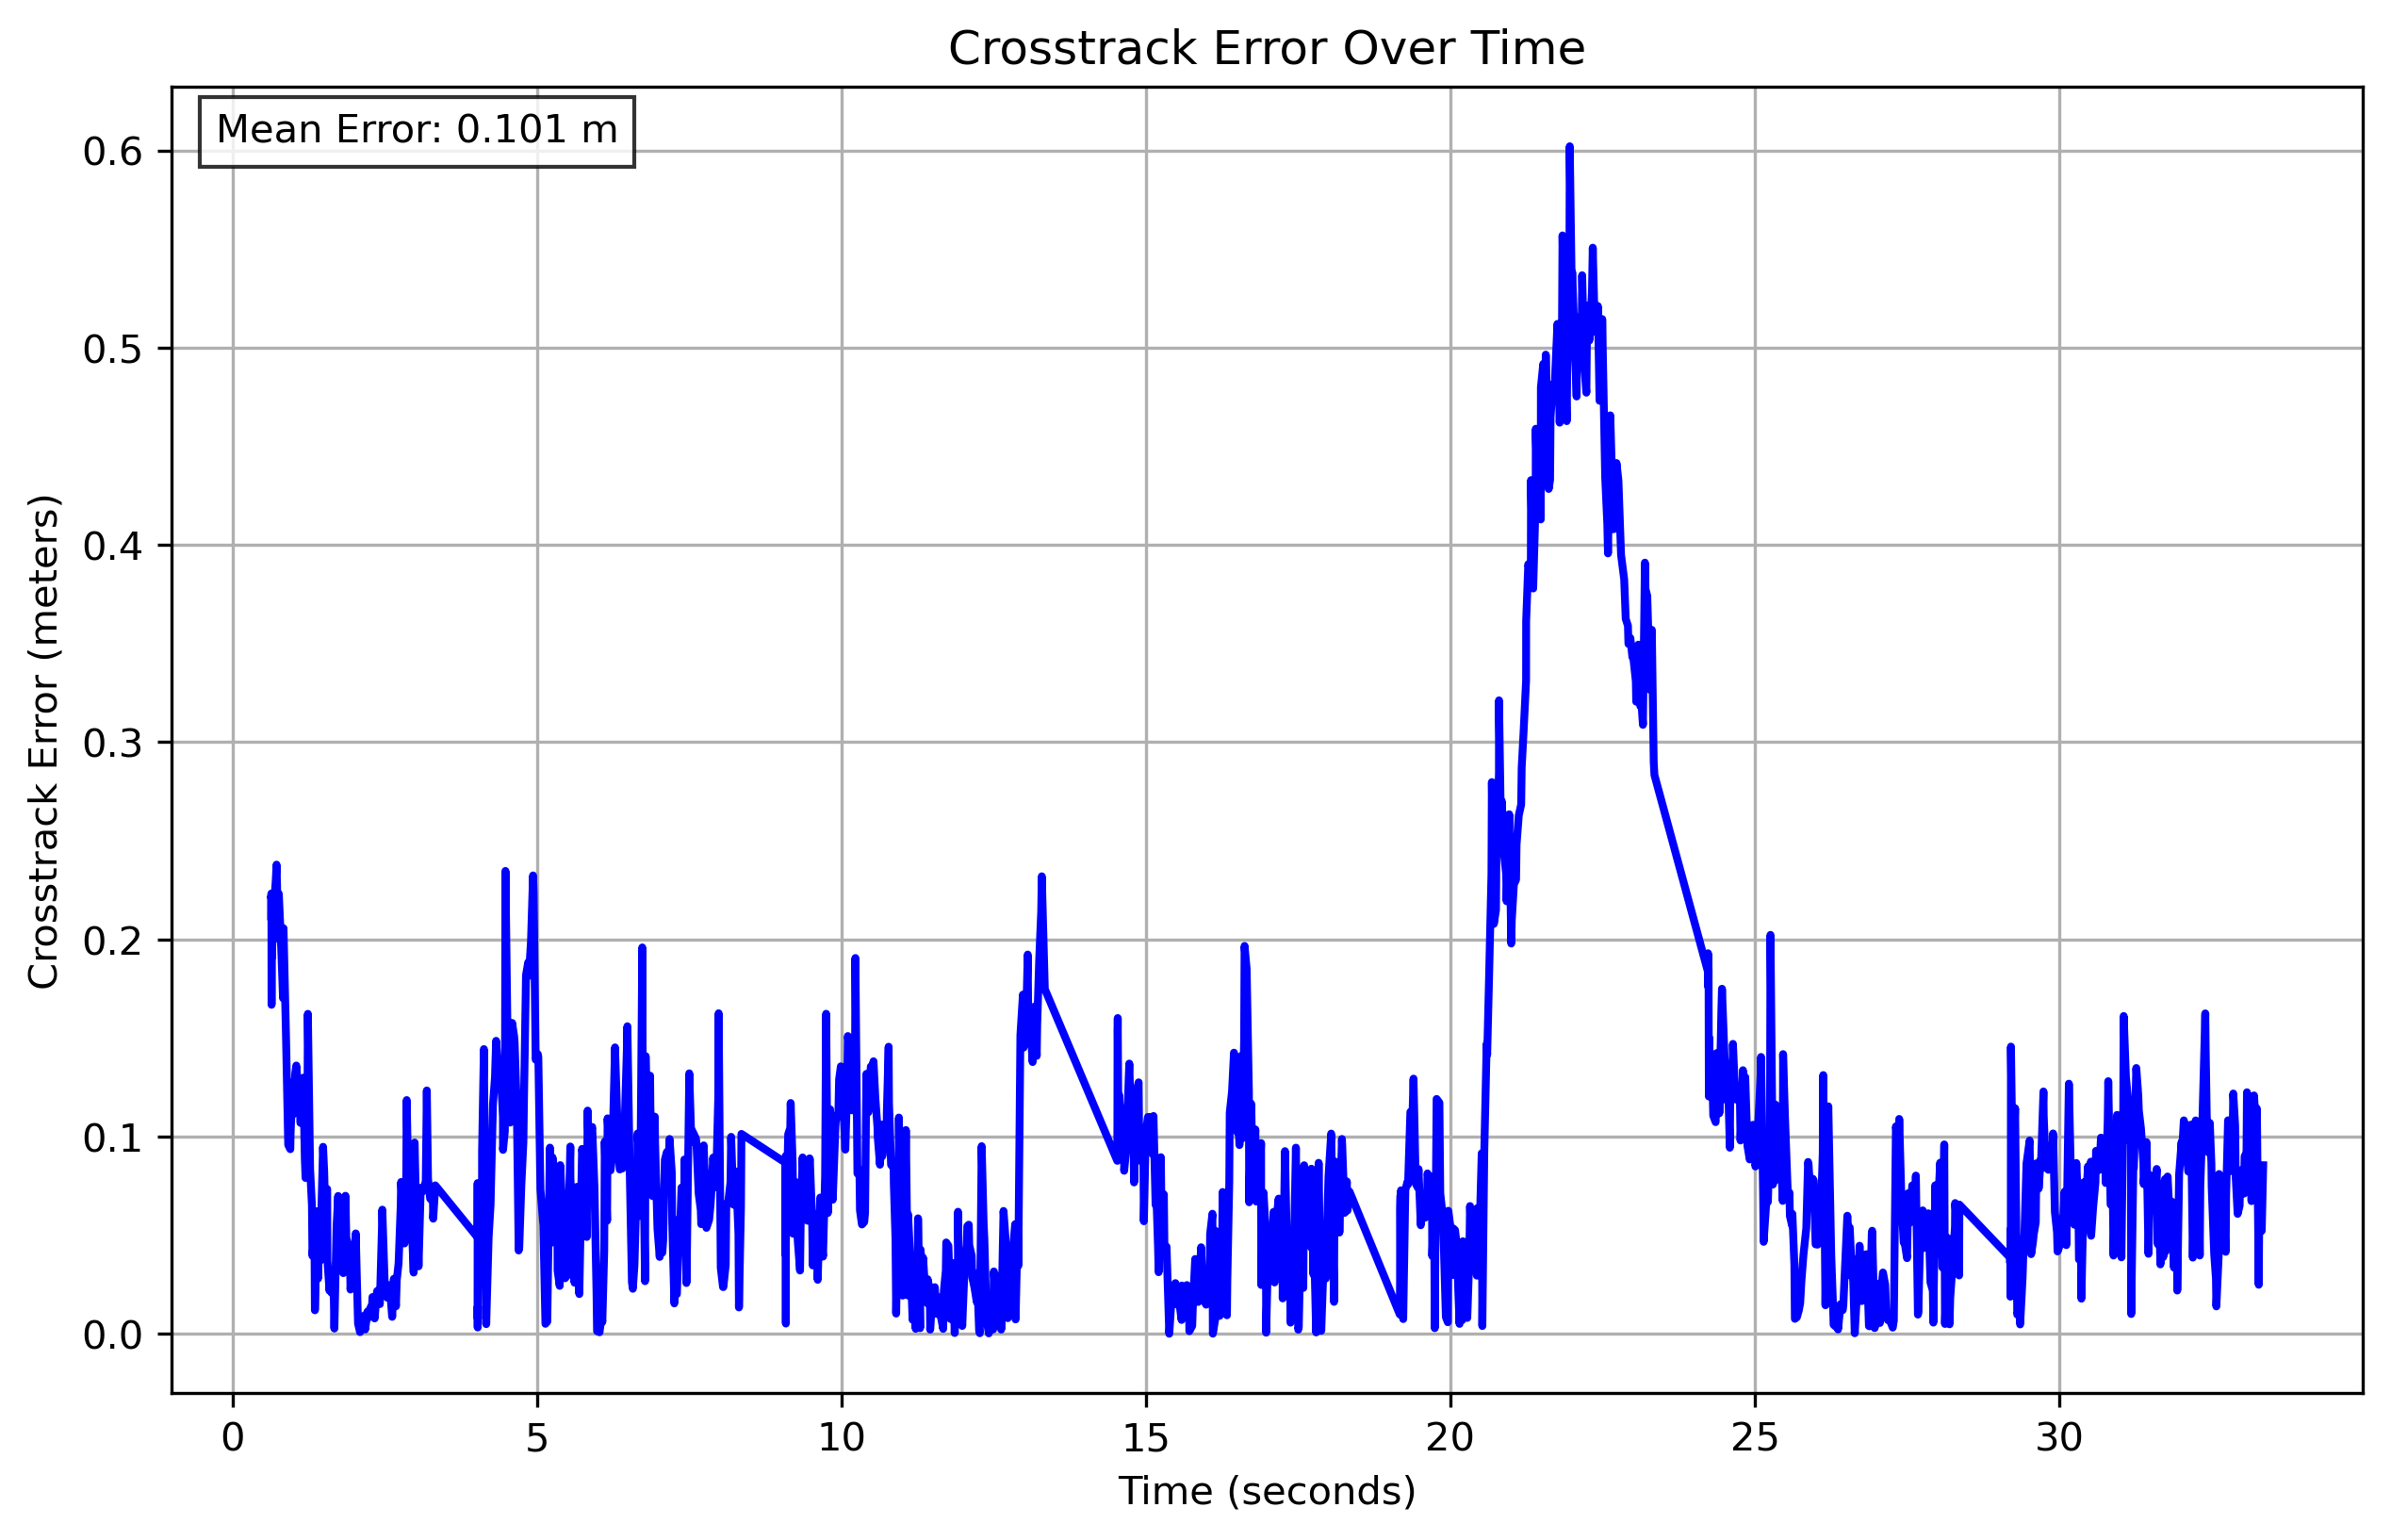 Crosstrack Error Over Time
Mean Error: 0.101 m
Crosstrack Error (meters)
0.6
0.5
0.4
0.3
0.2
0.1
0.0
0 5 10 15 20 25 30
Time (seconds)